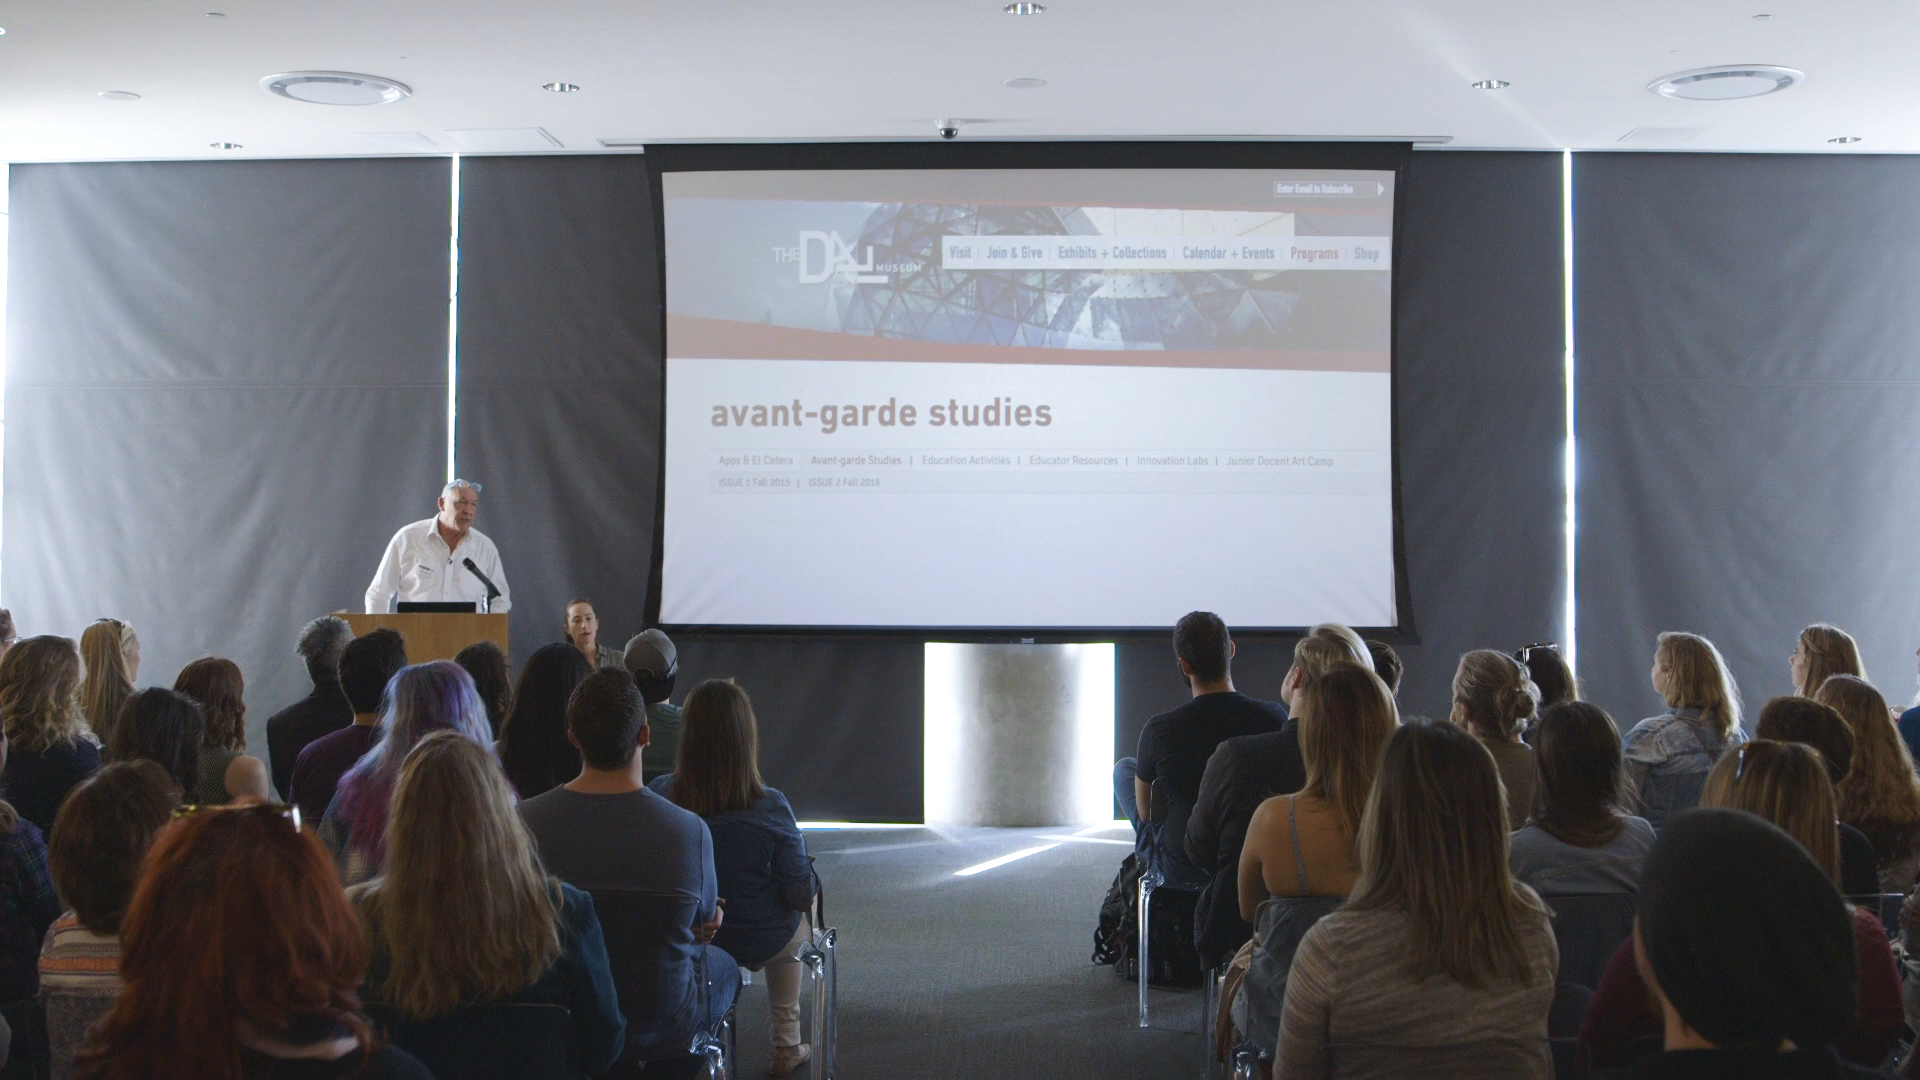 Enter Email to Subscribe
THE DALI MUSEUM
Visit Join & Give Exhibits + Collections Calendar + Events Programs Shop
avant-garde studies
Apps & Et Cetera Avant-garde Studies | Education Activities | Educator Resources | Innovation Labs | Junior Docent Art Camp
ISSUE 1 Fall 2015 | ISSUE 2 Fall 2016